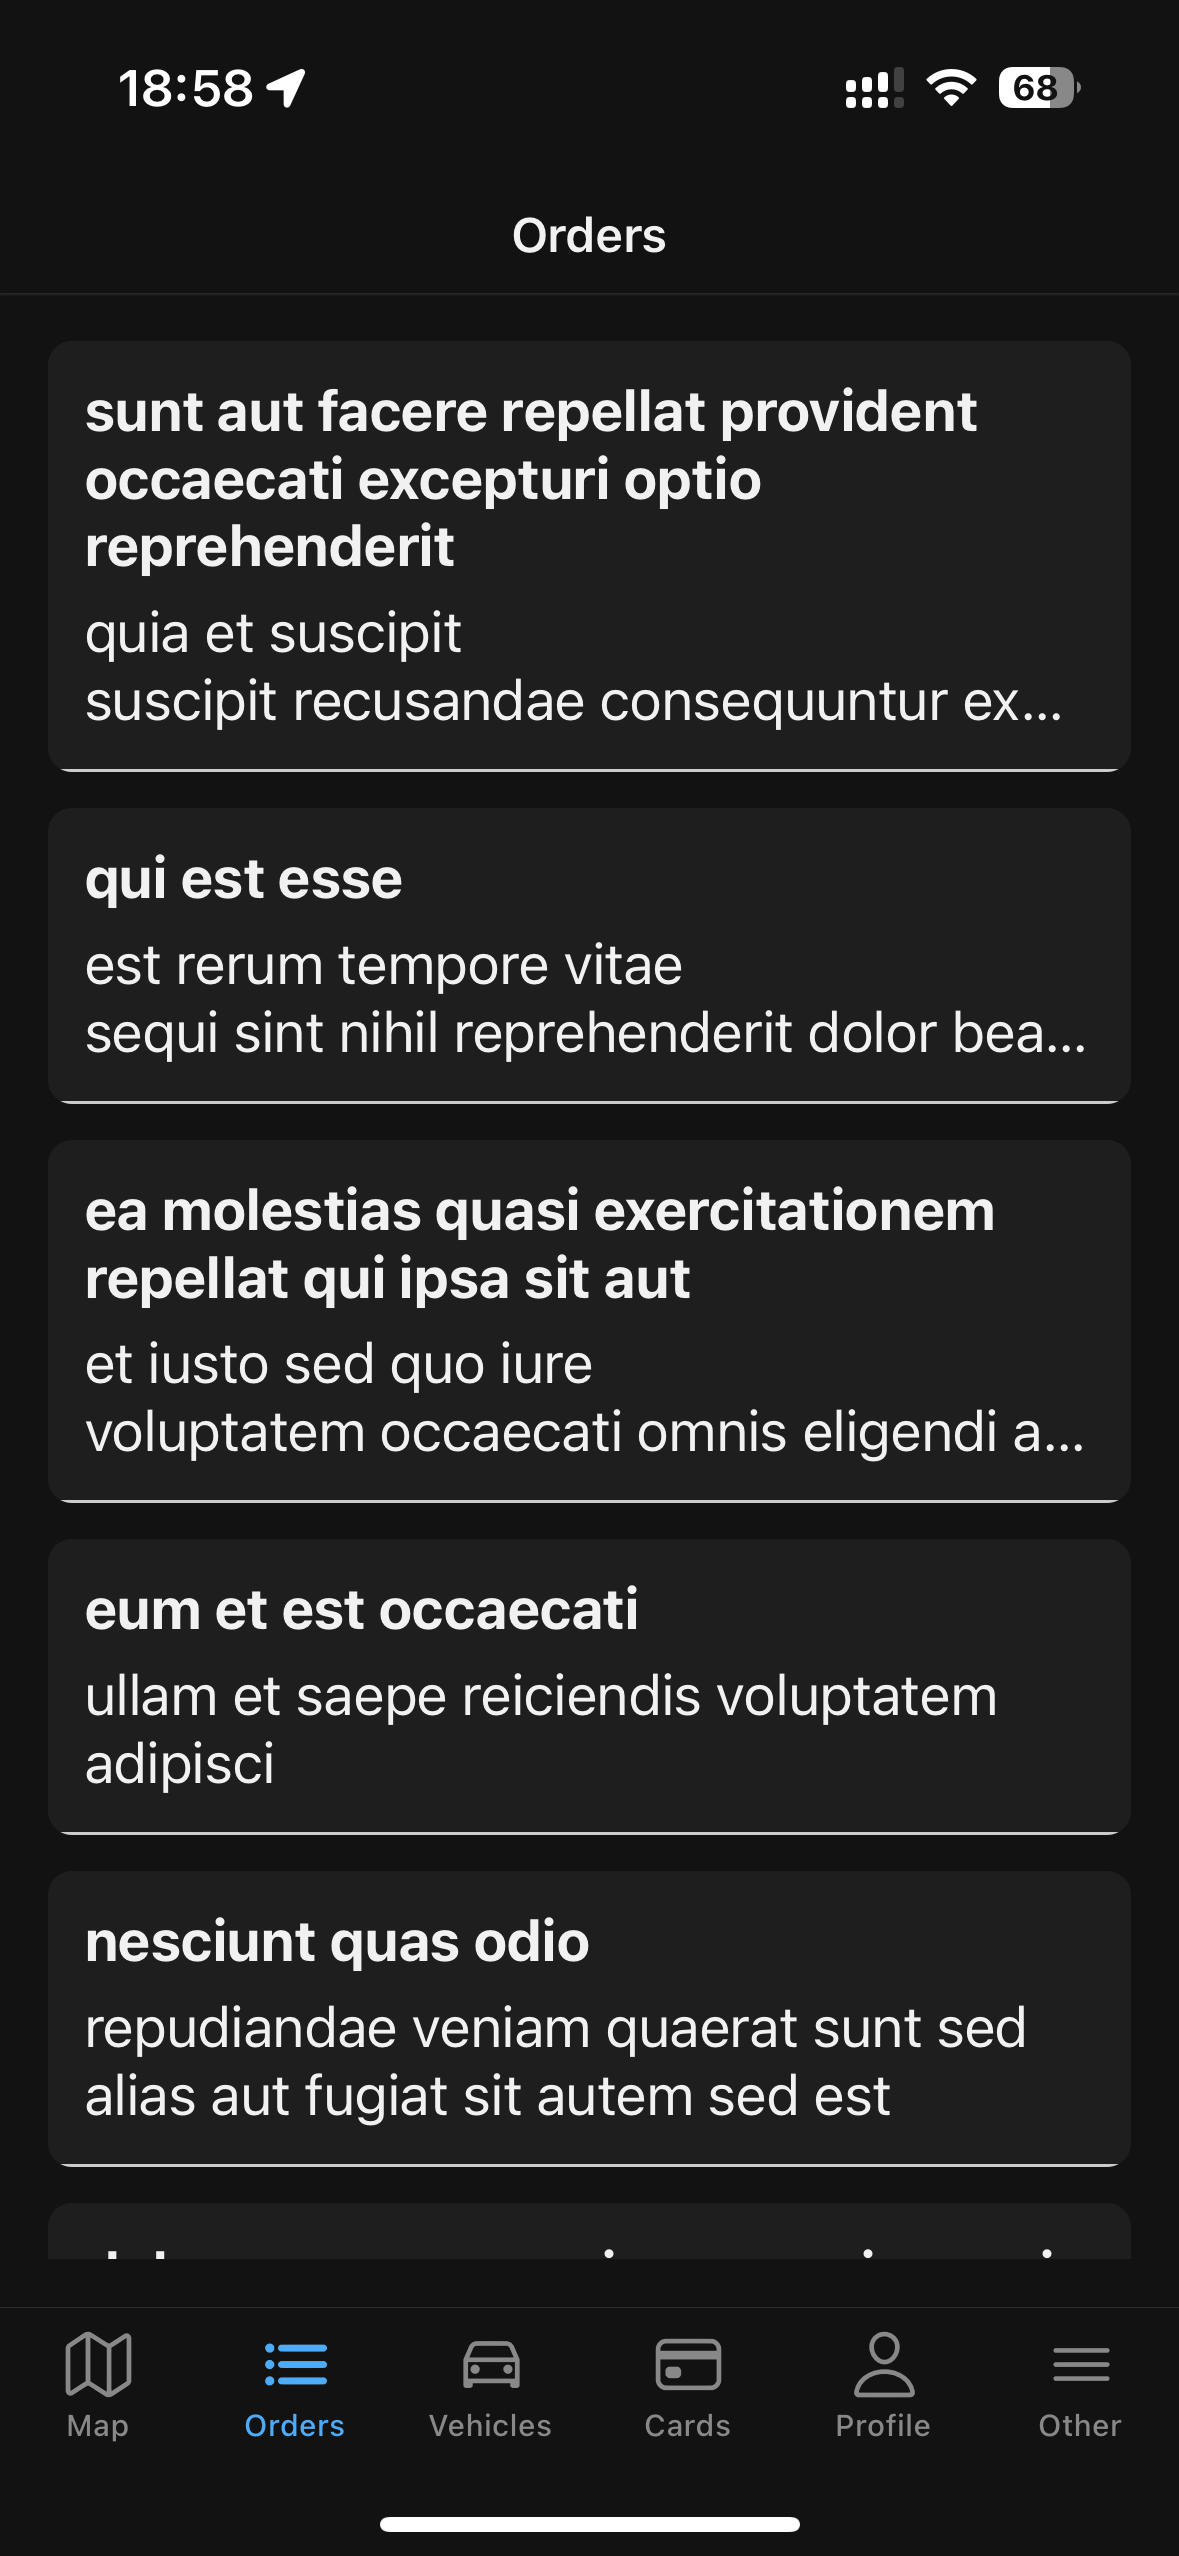 18:58
68
Orders
sunt aut facere repellat provident
occaecati excepturi optio
reprehenderit
quia et suscipit
suscipit recusandae consequuntur ex...
qui est esse
est rerum tempore vitae
sequi sint nihil reprehenderit dolor bea...
ea molestias quasi exercitationem
repellat qui ipsa sit aut
et iusto sed quo iure
voluptatem occaecati omnis eligendi a...
eum et est occaecati
ullam et saepe reiciendis voluptatem
adipisci
nesciunt quas odio
repudiandae veniam quaerat sunt sed
alias aut fugiat sit autem sed est
Map
Orders
Vehicles
Cards
Profile
Other